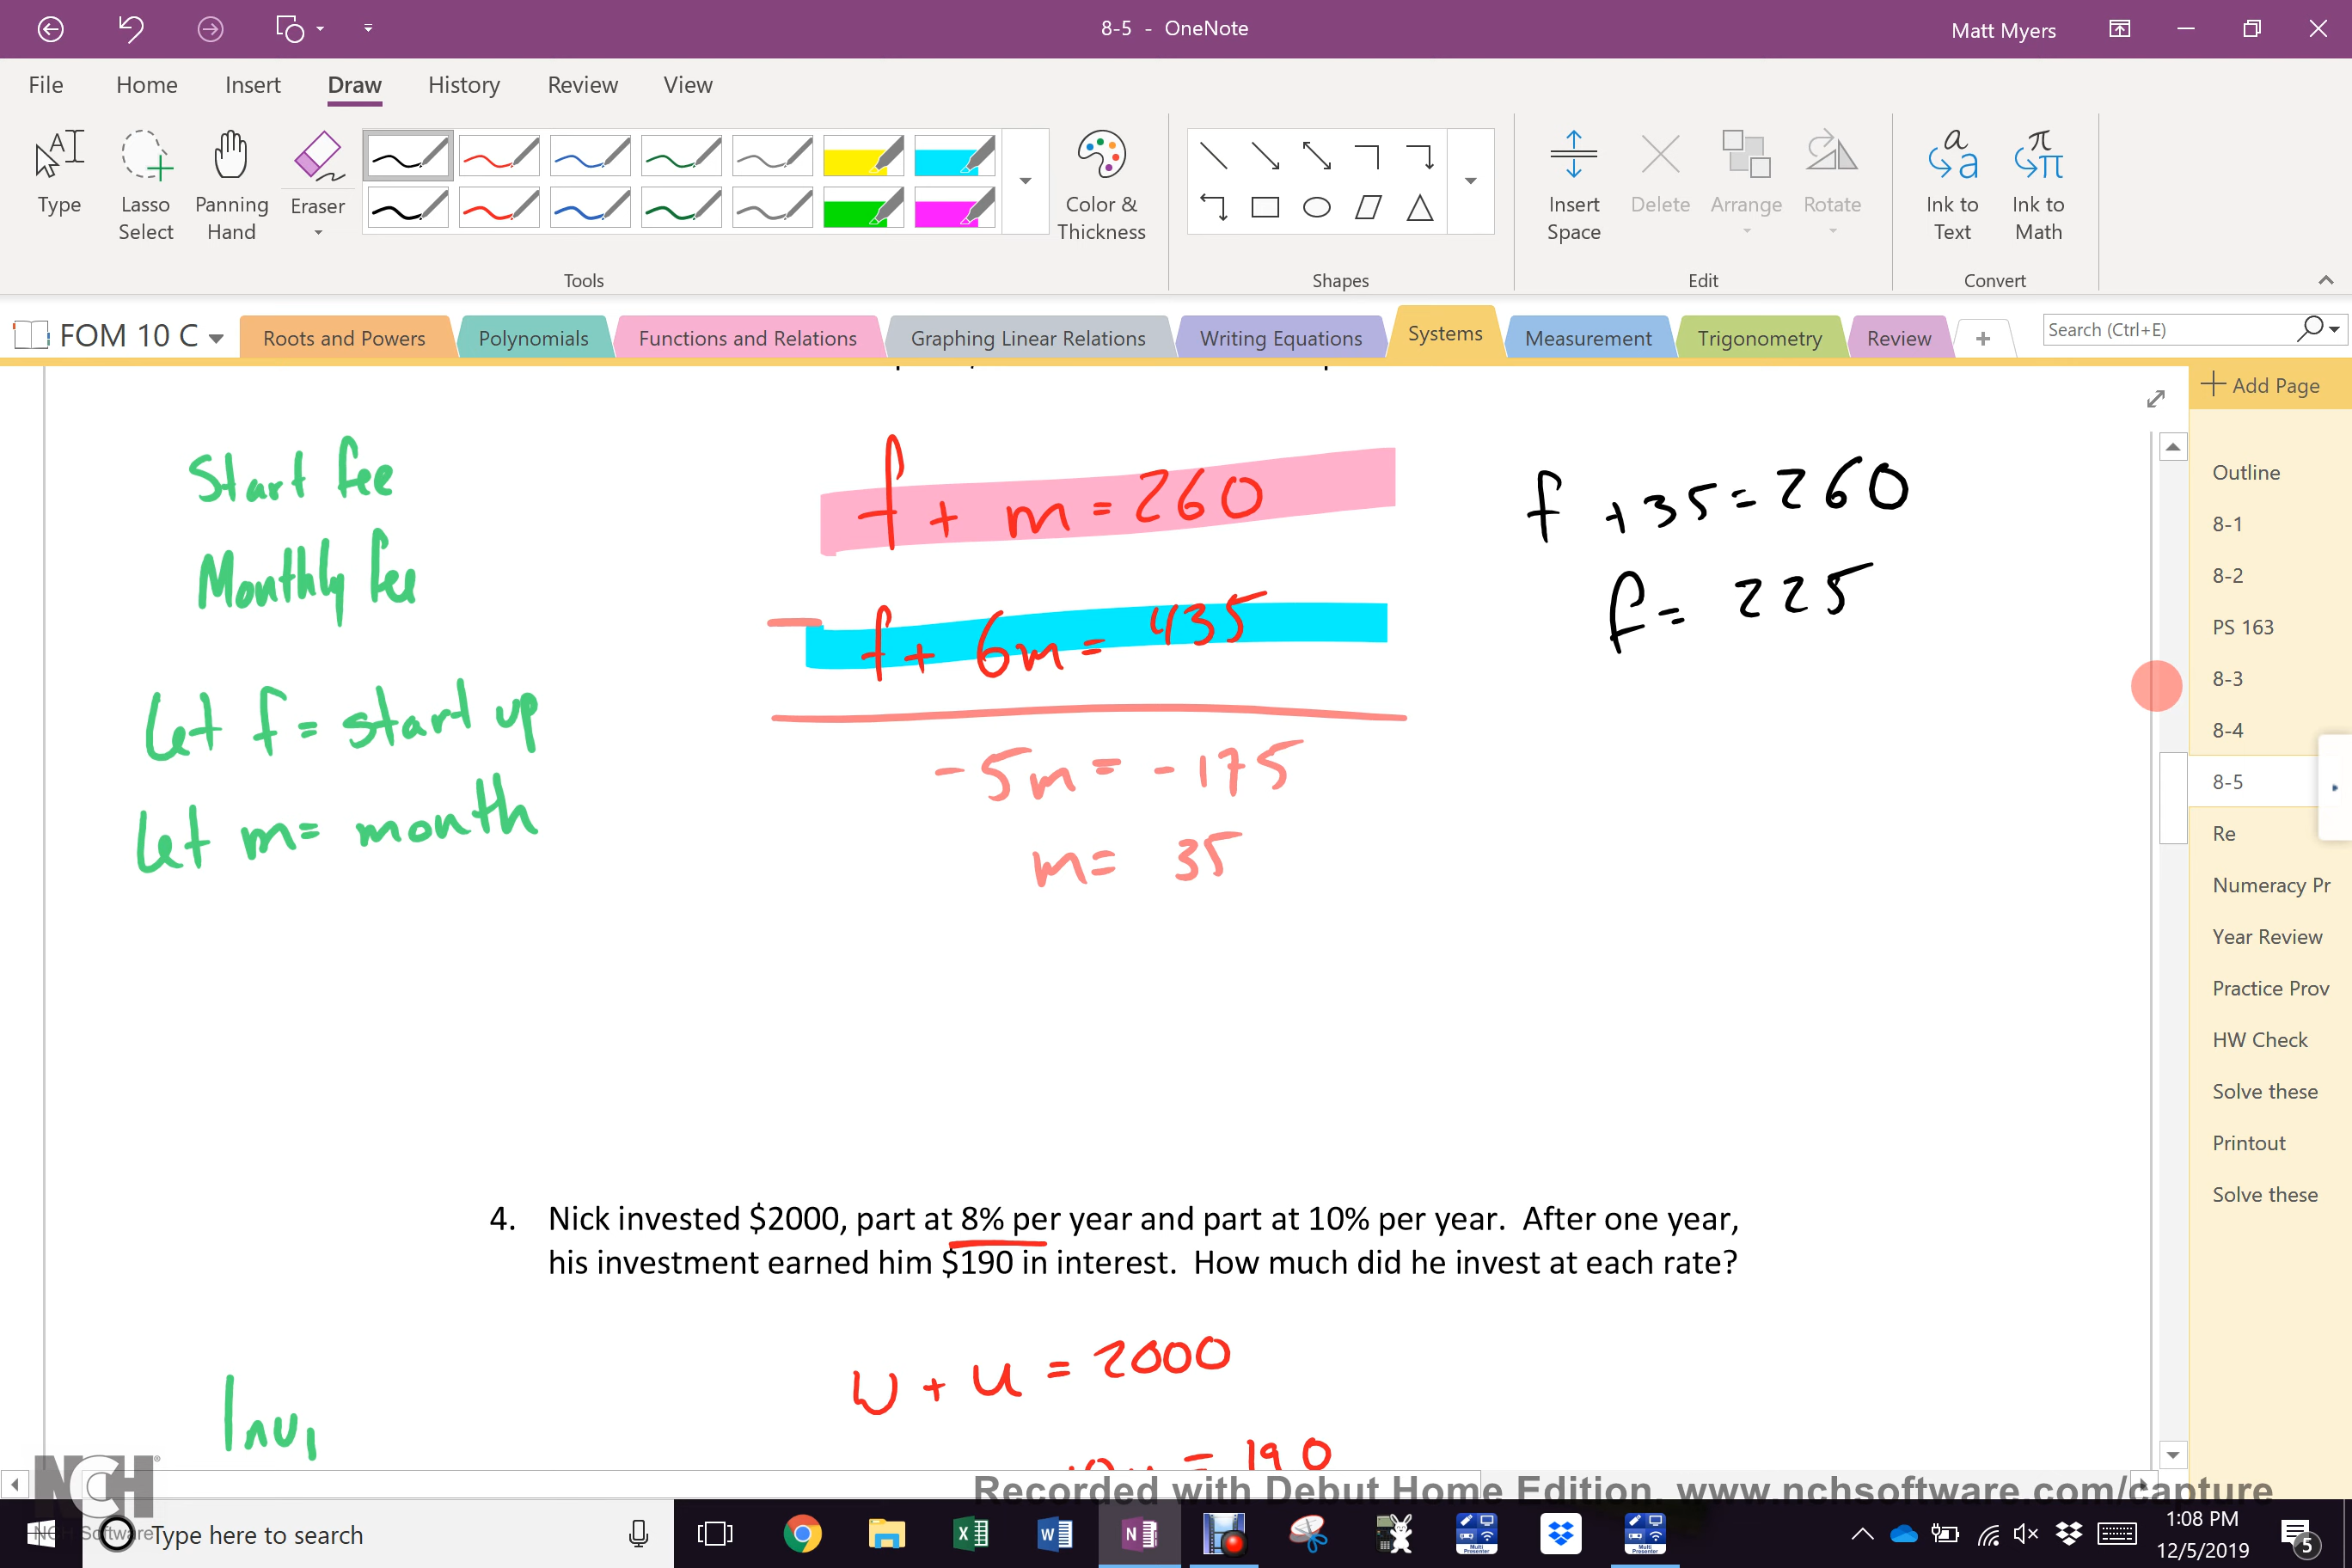 8-5 - OneNote
Matt Myers
File Home Insert Draw History Review View
Type
Lasso Select
Panning Hand
Eraser
Color & Thickness
Insert Space
Delete
Arrange
Rotate
Ink to Text
Ink to Math
Tools
Shapes
Edit
Convert
FOM 10 C
Roots and Powers
Polynomials
Functions and Relations
Graphing Linear Relations
Writing Equations
Systems
Measurement
Trigonometry
Review
+
Search (Ctrl+E)
Add Page
Outline
8-1
8-2
PS 163
8-3
8-4
8-5
Re
Numeracy Pr
Year Review
Practice Prov
HW Check
Solve these
Printout
Solve these
Start fee
Monthly fee
Let f = start up
Let m = month
f + m = 260
f + 6m = 435
-5m = -175
m = 35
f + 35 = 260
f = 225
4. Nick invested $2000, part at 8% per year and part at 10% per year. After one year,
his investment earned him $190 in interest. How much did he invest at each rate?
w + u = 2000
= 190
Inv1
NCH
NCH Software
Recorded with Debut Home Edition. www.nchsoftware.com/capture
Type here to search
1:08 PM
12/5/2019
5